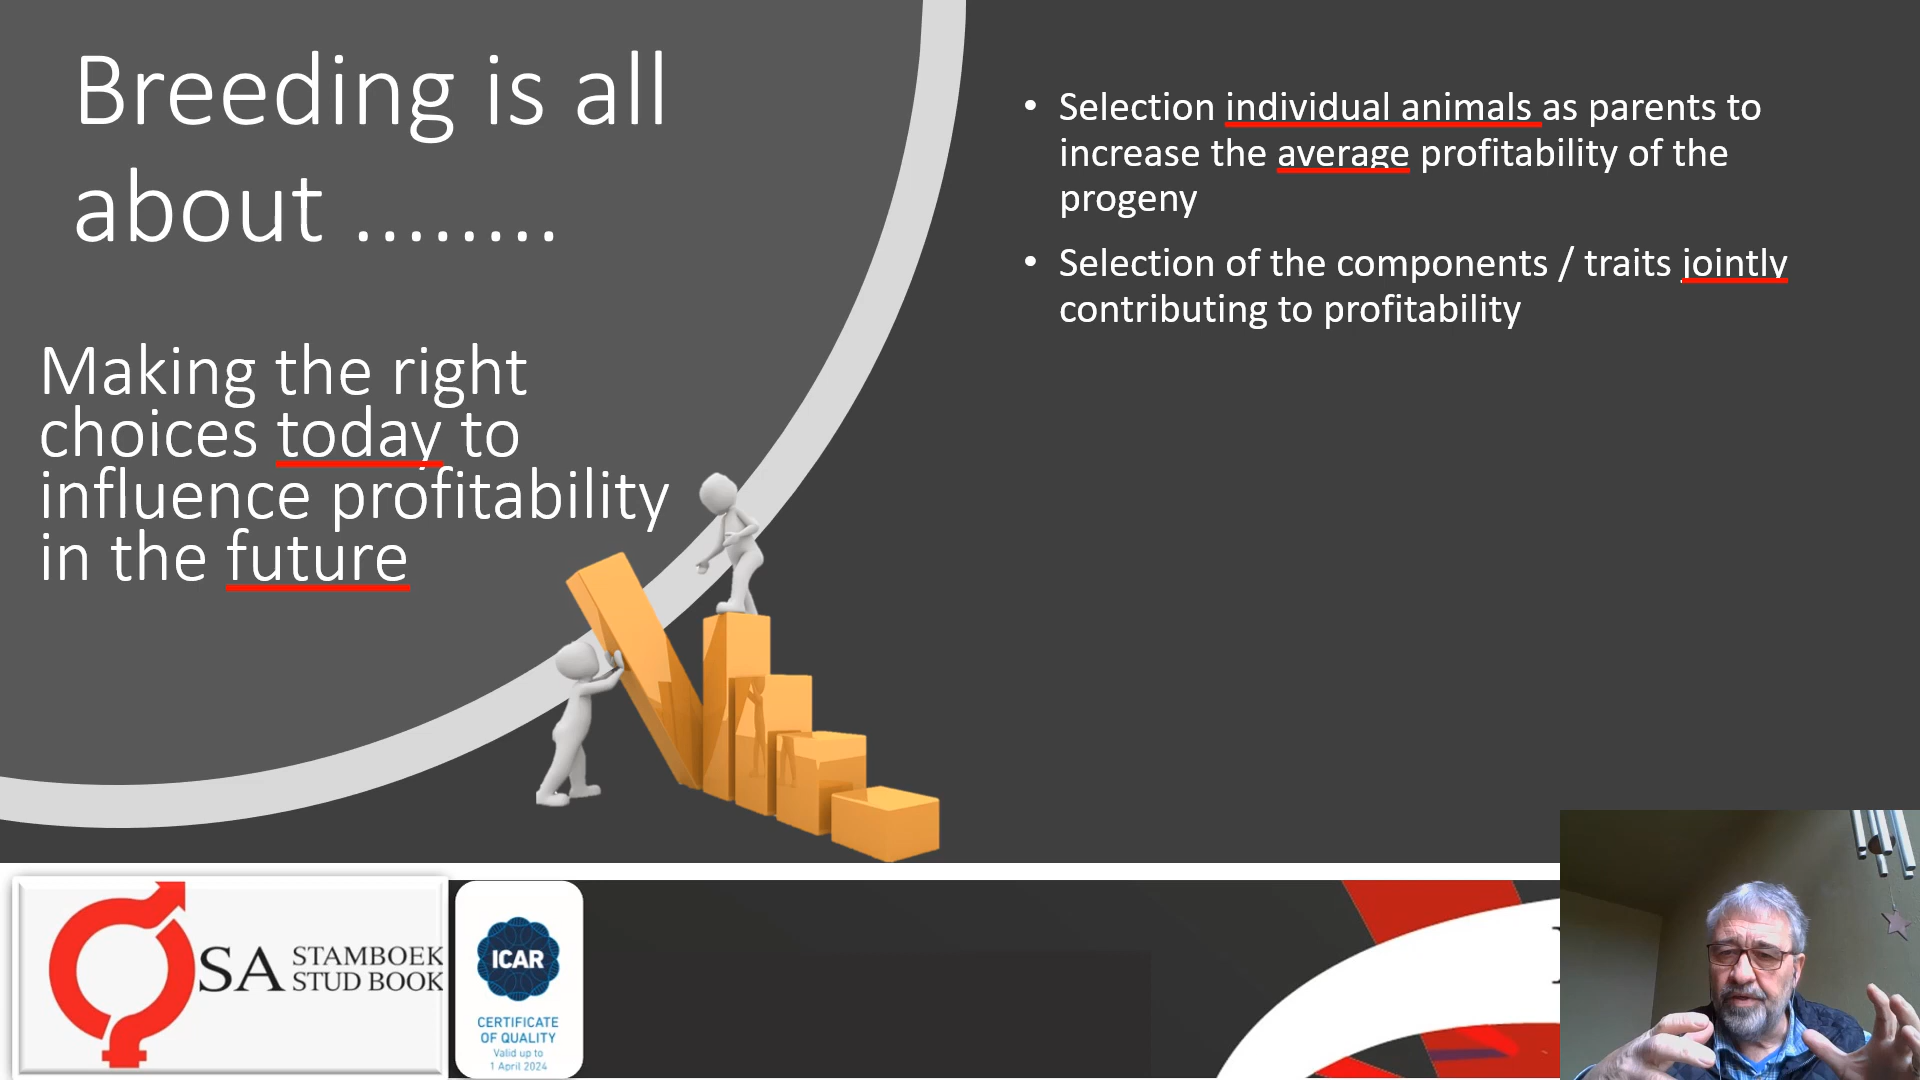 Breeding is all
about ........
Making the right
choices today to
influence profitability
in the future
• Selection individual animals as parents to
increase the average profitability of the
progeny
• Selection of the components / traits jointly
contributing to profitability
SA STAMBOEK
STUD BOOK
ICAR
CERTIFICATE
OF QUALITY
Valid up to
1 April 2024